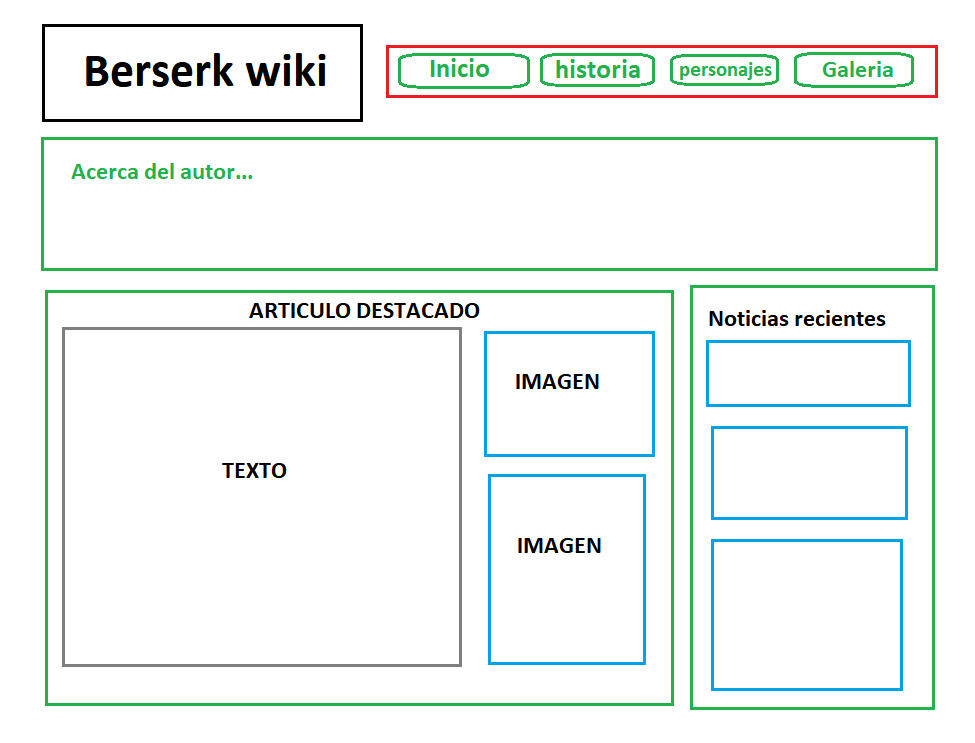 Berserk wiki
Inicio
historia
personajes
Galeria
Acerca del autor...
ARTICULO DESTACADO
TEXTO
IMAGEN
IMAGEN
Noticias recientes